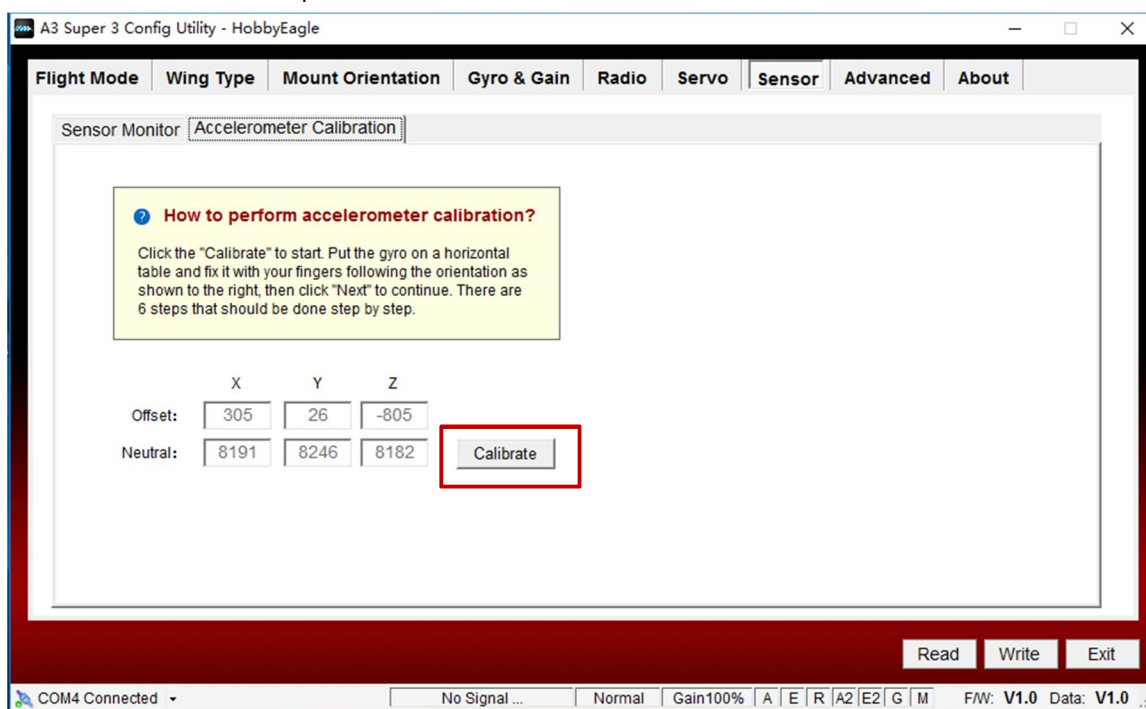 A3 Super 3 Config Utility - HobbyEagle
Flight Mode Wing Type Mount Orientation Gyro & Gain Radio Servo Sensor Advanced About
Sensor Monitor Accelerometer Calibration
How to perform accelerometer calibration?
Click the "Calibrate" to start. Put the gyro on a horizontal
table and fix it with your fingers following the orientation as
shown to the right, then click "Next" to continue. There are
6 steps that should be done step by step.
X Y Z
Offset: 305 26 -805
Neutral: 8191 8246 8182 Calibrate
Read Write Exit
COM4 Connected No Signal ... Normal Gain100% A E R A2 E2 G M F/W: V1.0 Data: V1.0